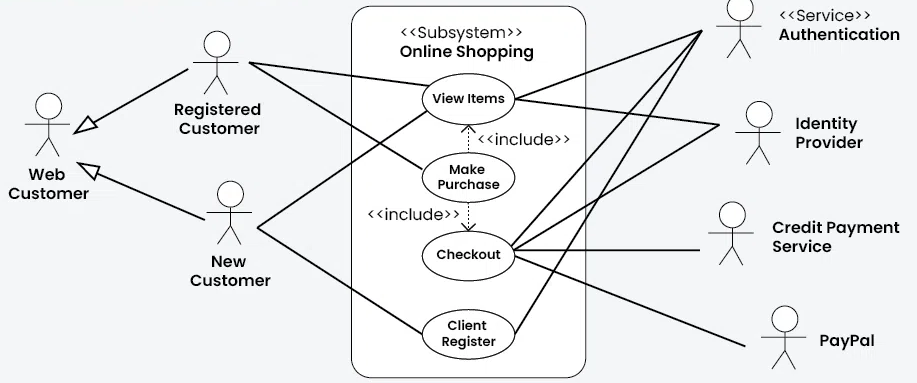 <<Subsystem>>
Online Shopping
<<Service>>
Authentication
Registered
Customer
View Items
Identity
Provider
<<include>>
Web
Customer
Make
Purchase
<<include>>
New
Customer
Checkout
Credit Payment
Service
Client
Register
PayPal